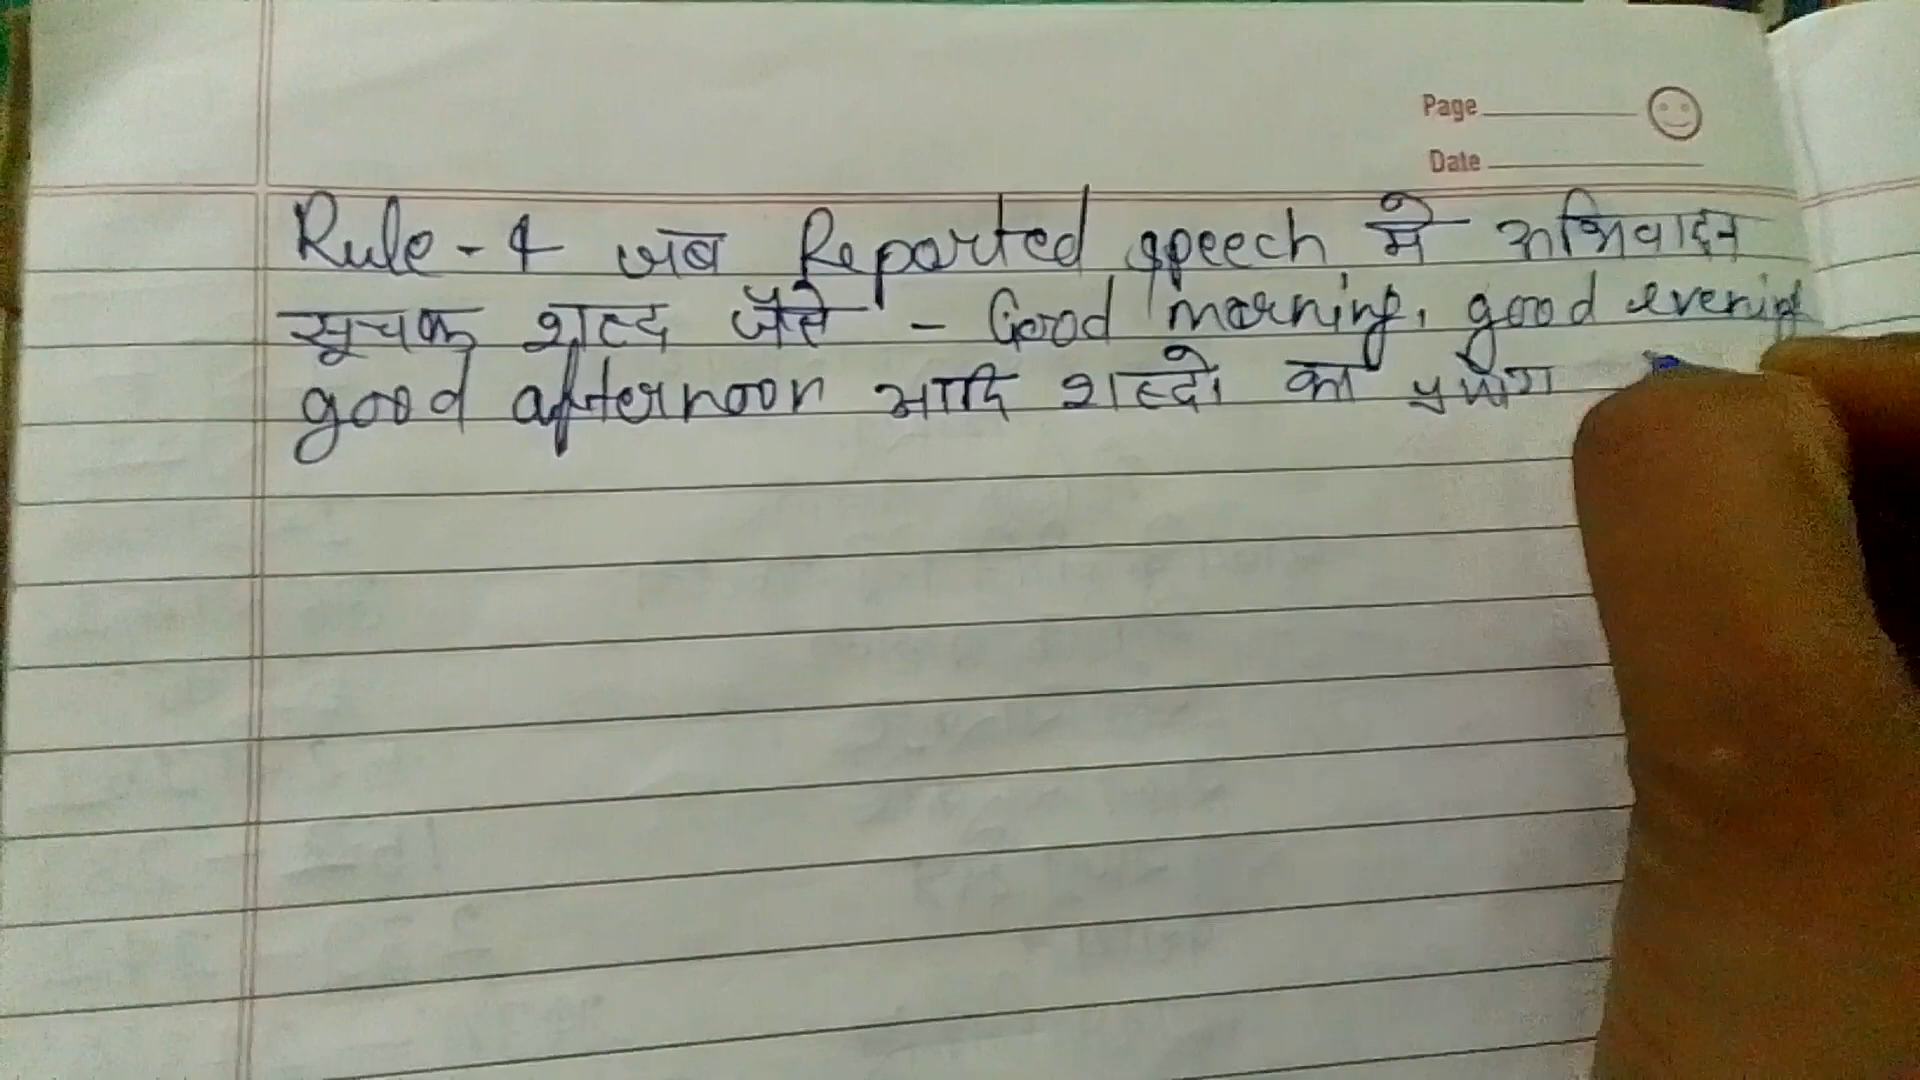 Page
Date
Rule - 4 जब Reported speech मे अभिवादन
सूचक शब्द जैसे - Good morning, good evening
good afternoon आदि शब्दो का प्रयोग